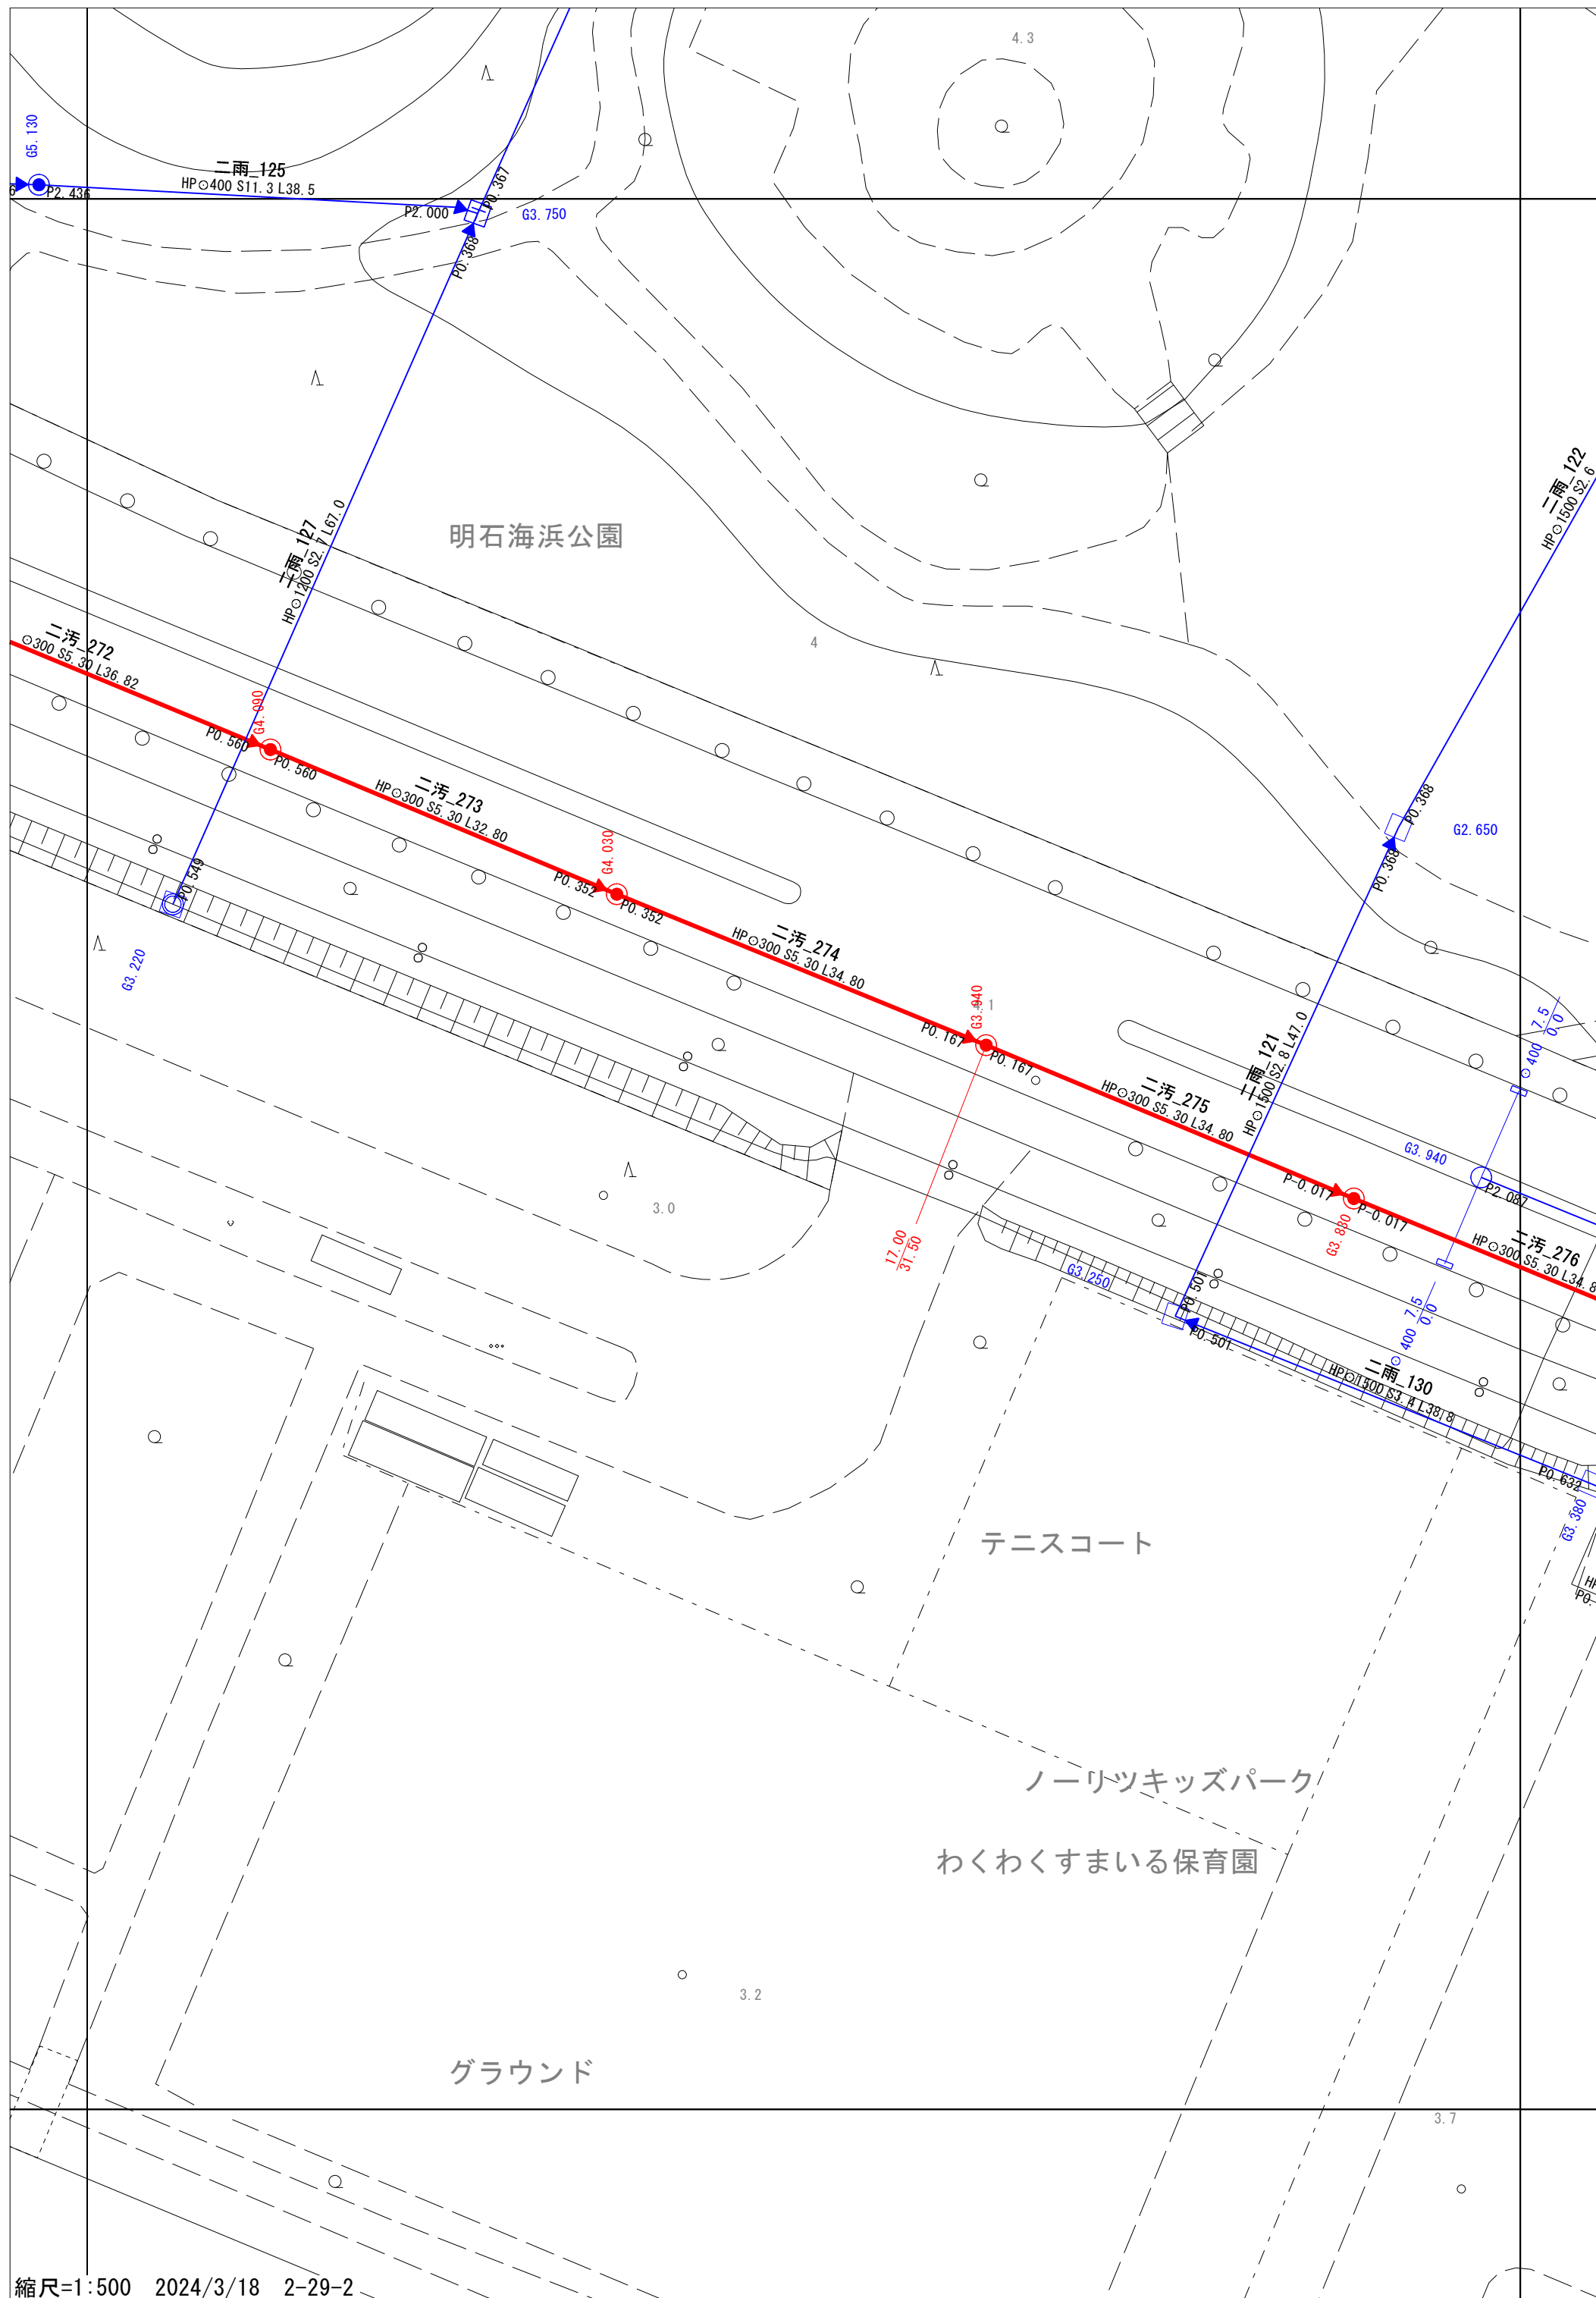 4.3
G5.130
二雨_125
HP⊙400 S11.3 L38.5
P2.436
P2.000
P0.367
G3.750
P0.368
二雨_122
HP⊙1500 S2.6
明石海浜公園
二雨_127
HP⊙1200 S2.7 L67.0
4
二汚_272
⊙300 S5.30 L36.82
G4.090
P0.560
P0.560
二汚_273
HP⊙300 S5.30 L32.80
G4.030
P0.352
P0.352
P0.368
G2.650
P0.368
P0.549
G3.220
二汚_274
HP⊙300 S5.30 L34.80
G3.940
P0.167
P0.167
⊙400 7.5
0.0
二雨_121
HP⊙1500 S2.8 L47.0
二汚_275
HP⊙300 S5.30 L34.80
G3.940
P2.087
P-0.017
P-0.017
G3.880
3.0
17.00
31.50
二汚_276
HP⊙300 S5.30 L34.8
G3.250
P0.501
P0.501
⊙400 7.5
0.0
二雨_130
HP⊙1500 S3.4 L38.8
P0.632
G3.380
テニスコート
P0.
ノーリツキッズパーク
わくわくすまいる保育園
3.2
グラウンド
3.7
縮尺=1:500 2024/3/18 2-29-2